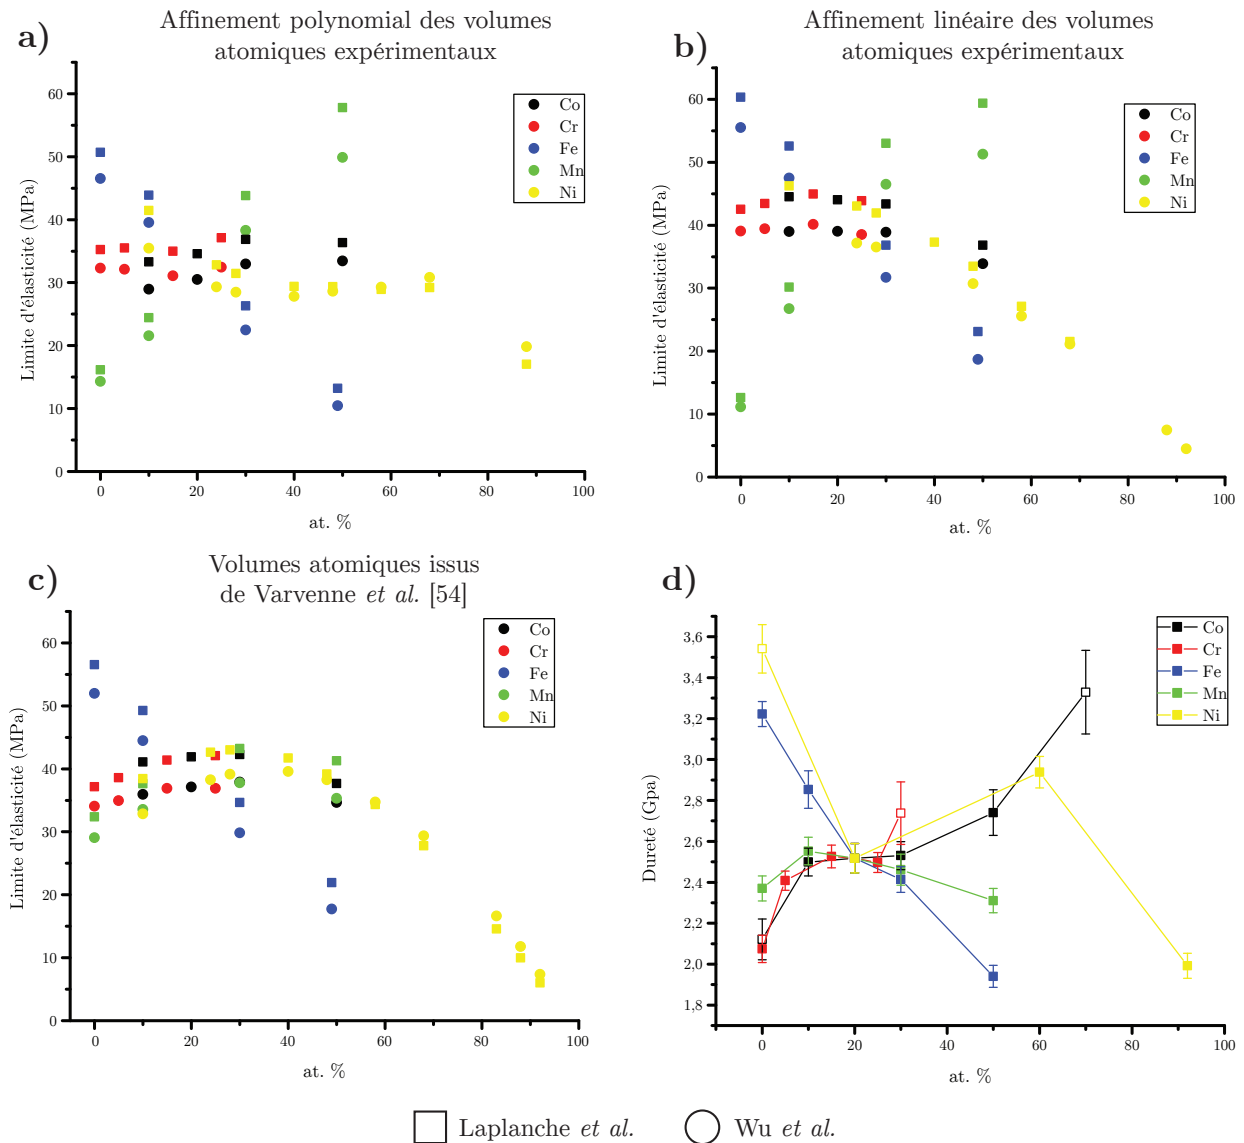 a)
Affinement polynomial des volumes
atomiques expérimentaux
60
50
40
30
20
10
0
Limite d'élasticité (MPa)
Co
Cr
Fe
Mn
Ni
0 20 40 60 80 100
at. %
b)
Affinement linéaire des volumes
atomiques expérimentaux
60
50
40
30
20
10
0
Limite d'élasticité (MPa)
Co
Cr
Fe
Mn
Ni
0 20 40 60 80 100
at. %
c)
Volumes atomiques issus
de Varvenne et al. [54]
60
50
40
30
20
10
0
Limite d'élasticité (MPa)
Co
Cr
Fe
Mn
Ni
0 20 40 60 80 100
at. %
d)
3,6
3,4
3,2
3,0
2,8
2,6
2,4
2,2
2,0
1,8
Dureté (Gpa)
Co
Cr
Fe
Mn
Ni
0 20 40 60 80 100
at. %
Laplanche et al.
Wu et al.